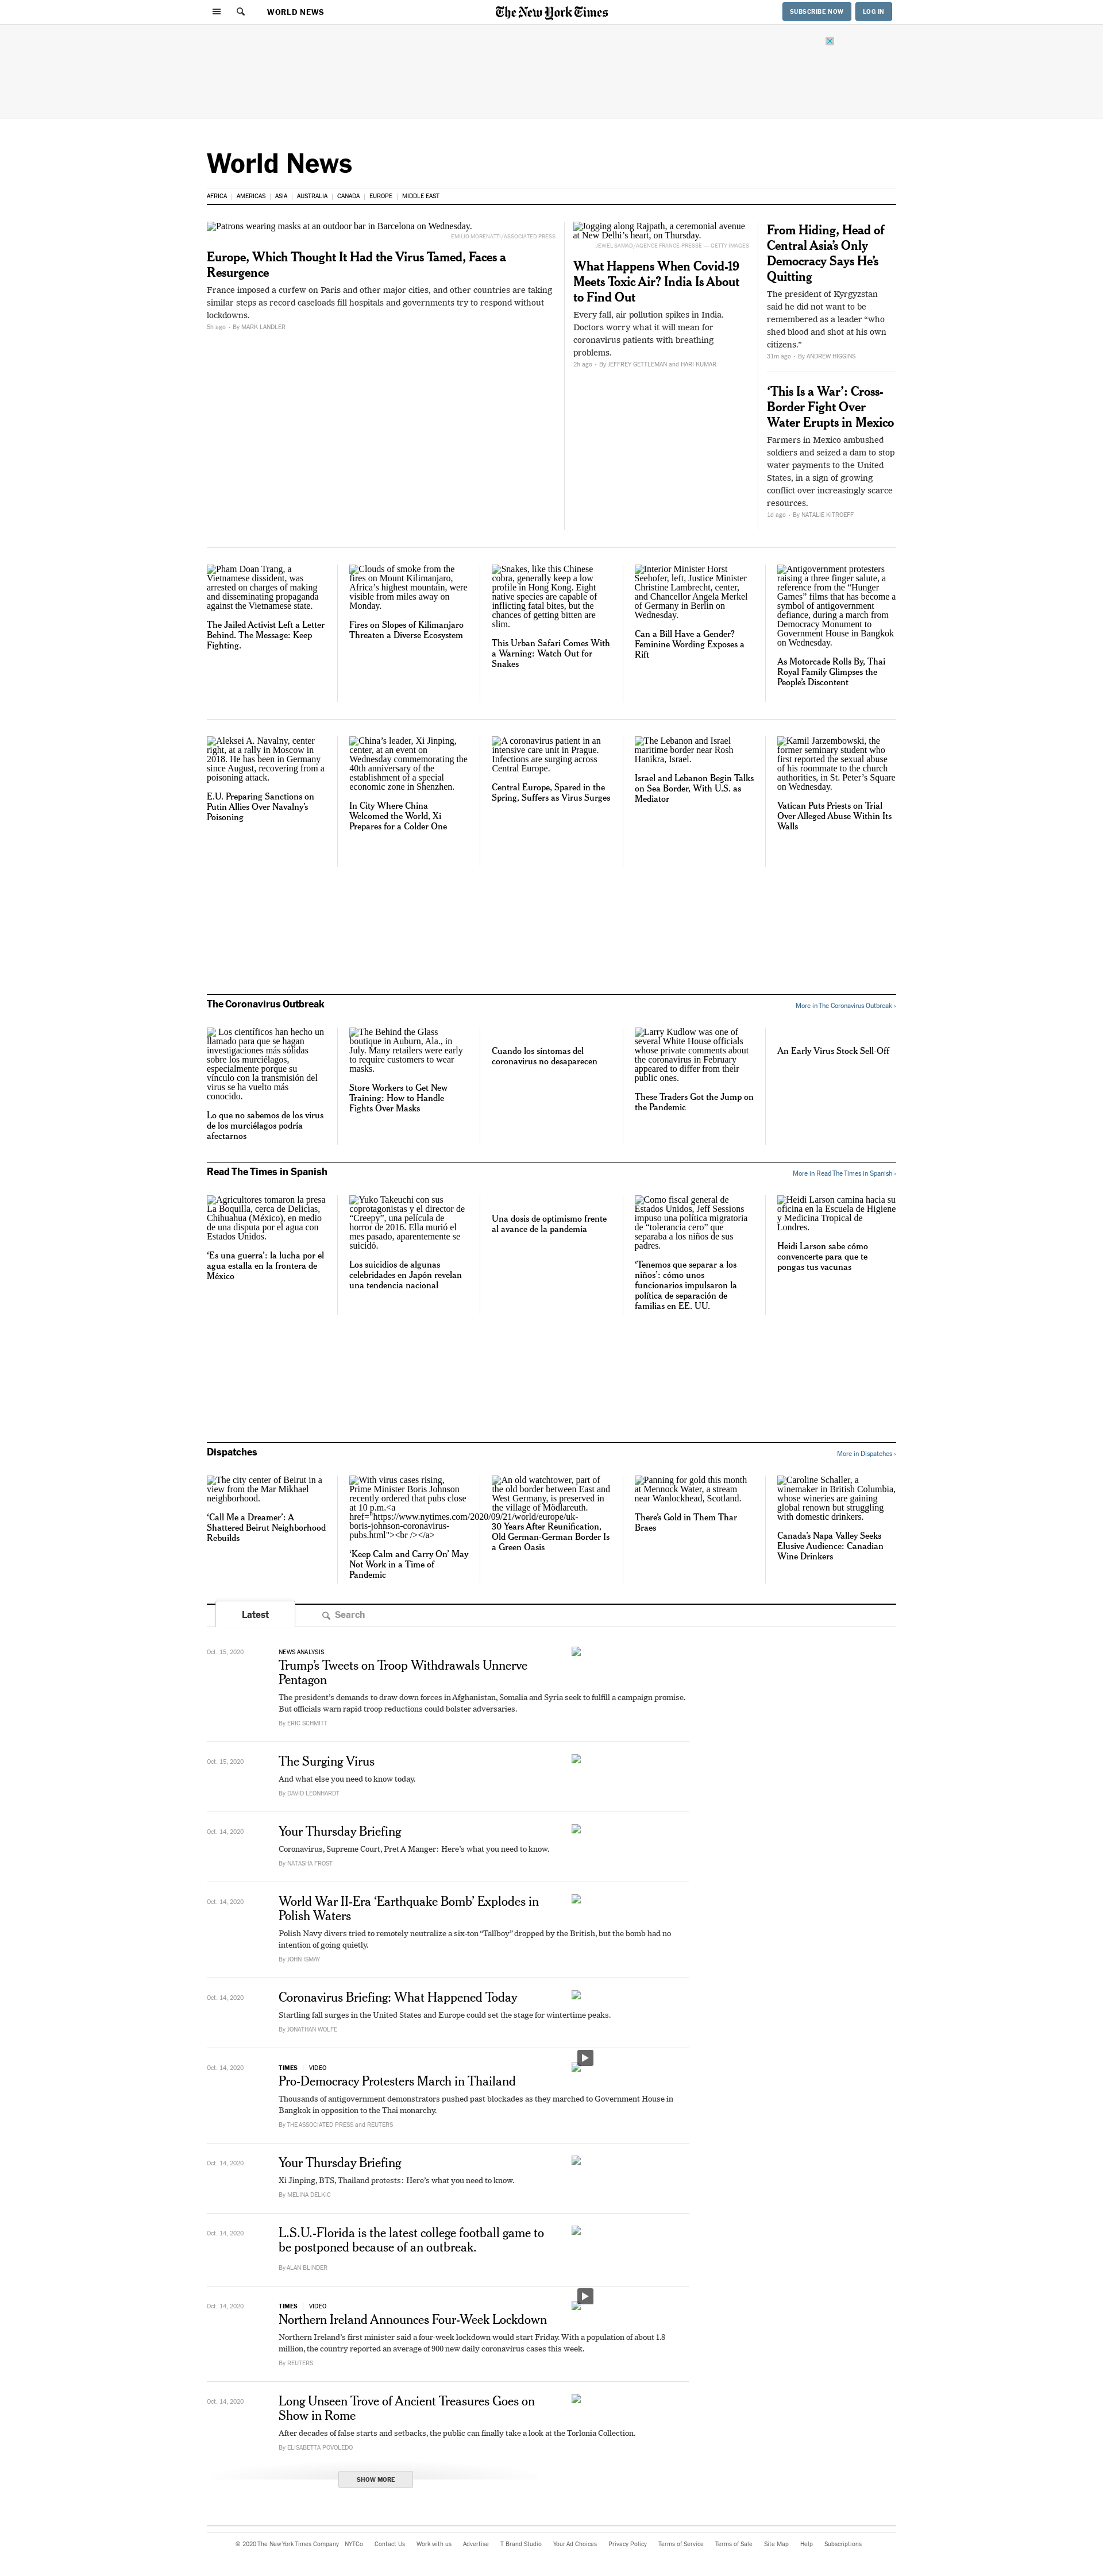 WORLD NEWS
The New York Times
SUBSCRIBE NOW
LOG IN
World News
AFRICA
AMERICAS
ASIA
AUSTRALIA
CANADA
EUROPE
MIDDLE EAST
Patrons wearing masks at an outdoor bar in Barcelona on Wednesday.
EMILIO MORENATTI/ASSOCIATED PRESS
Europe, Which Thought It Had the Virus Tamed, Faces a
Resurgence
France imposed a curfew on Paris and other major cities, and other countries are taking
similar steps as record caseloads fill hospitals and governments try to respond without
lockdowns.
5h ago - By MARK LANDLER
Jogging along Rajpath, a ceremonial avenue
at New Delhi’s heart, on Thursday.
JEWEL SAMAD/AGENCE FRANCE-PRESSE — GETTY IMAGES
What Happens When Covid-19
Meets Toxic Air? India Is About
to Find Out
Every fall, air pollution spikes in India.
Doctors worry what it will mean for
coronavirus patients with breathing
problems.
2h ago - By JEFFREY GETTLEMAN and HARI KUMAR
From Hiding, Head of
Central Asia’s Only
Democracy Says He’s
Quitting
The president of Kyrgyzstan
said he did not want to be
remembered as a leader “who
shed blood and shot at his own
citizens.”
31m ago - By ANDREW HIGGINS
‘This Is a War’: Cross-
Border Fight Over
Water Erupts in Mexico
Farmers in Mexico ambushed
soldiers and seized a dam to stop
water payments to the United
States, in a sign of growing
conflict over increasingly scarce
resources.
1d ago - By NATALIE KITROEFF
Pham Doan Trang, a
Vietnamese dissident, was
arrested on charges of making
and disseminating propaganda
against the Vietnamese state.
The Jailed Activist Left a Letter
Behind. The Message: Keep
Fighting.
Clouds of smoke from the
fires on Mount Kilimanjaro,
Africa’s highest mountain, were
visible from miles away on
Monday.
Fires on Slopes of Kilimanjaro
Threaten a Diverse Ecosystem
Snakes, like this Chinese
cobra, generally keep a low
profile in Hong Kong. Eight
native species are capable of
inflicting fatal bites, but the
chances of getting bitten are
slim.
This Urban Safari Comes With
a Warning: Watch Out for
Snakes
Interior Minister Horst
Seehofer, left, Justice Minister
Christine Lambrecht, center,
and Chancellor Angela Merkel
of Germany in Berlin on
Wednesday.
Can a Bill Have a Gender?
Feminine Wording Exposes a
Rift
Antigovernment protesters
raising a three finger salute, a
reference from the “Hunger
Games” films that has become a
symbol of antigovernment
defiance, during a march from
Democracy Monument to
Government House in Bangkok
on Wednesday.
As Motorcade Rolls By, Thai
Royal Family Glimpses the
People’s Discontent
Aleksei A. Navalny, center
right, at a rally in Moscow in
2018. He has been in Germany
since August, recovering from a
poisoning attack.
E.U. Preparing Sanctions on
Putin Allies Over Navalny’s
Poisoning
China’s leader, Xi Jinping,
center, at an event on
Wednesday commemorating the
40th anniversary of the
establishment of a special
economic zone in Shenzhen.
In City Where China
Welcomed the World, Xi
Prepares for a Colder One
A coronavirus patient in an
intensive care unit in Prague.
Infections are surging across
Central Europe.
Central Europe, Spared in the
Spring, Suffers as Virus Surges
The Lebanon and Israel
maritime border near Rosh
Hanikra, Israel.
Israel and Lebanon Begin Talks
on Sea Border, With U.S. as
Mediator
Kamil Jarzembowski, the
former seminary student who
first reported the sexual abuse
of his roommate to the church
authorities, in St. Peter’s Square
on Wednesday.
Vatican Puts Priests on Trial
Over Alleged Abuse Within Its
Walls
The Coronavirus Outbreak
More in The Coronavirus Outbreak ›
Los científicos han hecho un
llamado para que se hagan
investigaciones más sólidas
sobre los murciélagos,
especialmente porque su
vínculo con la transmisión del
virus se ha vuelto más
conocido.
Lo que no sabemos de los virus
de los murciélagos podría
afectarnos
The Behind the Glass
boutique in Auburn, Ala., in
July. Many retailers were early
to require customers to wear
masks.
Store Workers to Get New
Training: How to Handle
Fights Over Masks
Cuando los síntomas del
coronavirus no desaparecen
Larry Kudlow was one of
several White House officials
whose private comments about
the coronavirus in February
appeared to differ from their
public ones.
These Traders Got the Jump on
the Pandemic
An Early Virus Stock Sell-Off
Read The Times in Spanish
More in Read The Times in Spanish ›
Agricultores tomaron la presa
La Boquilla, cerca de Delicias,
Chihuahua (México), en medio
de una disputa por el agua con
Estados Unidos.
‘Es una guerra’: la lucha por el
agua estalla en la frontera de
México
Yuko Takeuchi con sus
coprotagonistas y el director de
“Creepy”, una película de
horror de 2016. Ella murió el
mes pasado, aparentemente se
suicidó.
Los suicidios de algunas
celebridades en Japón revelan
una tendencia nacional
Una dosis de optimismo frente
al avance de la pandemia
Como fiscal general de
Estados Unidos, Jeff Sessions
impuso una política migratoria
de “tolerancia cero” que
separaba a los niños de sus
padres.
‘Tenemos que separar a los
niños’: cómo unos
funcionarios impulsaron la
política de separación de
familias en EE. UU.
Heidi Larson camina hacia su
oficina en la Escuela de Higiene
y Medicina Tropical de
Londres.
Heidi Larson sabe cómo
convencerte para que te
pongas tus vacunas
Dispatches
More in Dispatches ›
The city center of Beirut in a
view from the Mar Mikhael
neighborhood.
‘Call Me a Dreamer’: A
Shattered Beirut Neighborhood
Rebuilds
With virus cases rising,
Prime Minister Boris Johnson
recently ordered that pubs close
at 10 p.m.<a
href="https://www.nytimes.com/2020/09/21/world/europe/uk-
boris-johnson-coronavirus-
pubs.html"><br /></a>
‘Keep Calm and Carry On’ May
Not Work in a Time of
Pandemic
An old watchtower, part of
the old border between East and
West Germany, is preserved in
the village of Mödlareuth.
30 Years After Reunification,
Old German-German Border Is
a Green Oasis
Panning for gold this month
at Mennock Water, a stream
near Wanlockhead, Scotland.
There’s Gold in Them Thar
Braes
Caroline Schaller, a
winemaker in British Columbia,
whose wineries are gaining
global renown but struggling
with domestic drinkers.
Canada’s Napa Valley Seeks
Elusive Audience: Canadian
Wine Drinkers
Latest
Search
Oct. 15, 2020
NEWS ANALYSIS
Trump’s Tweets on Troop Withdrawals Unnerve
Pentagon
The president’s demands to draw down forces in Afghanistan, Somalia and Syria seek to fulfill a campaign promise.
But officials warn rapid troop reductions could bolster adversaries.
By ERIC SCHMITT
Oct. 15, 2020
The Surging Virus
And what else you need to know today.
By DAVID LEONHARDT
Oct. 14, 2020
Your Thursday Briefing
Coronavirus, Supreme Court, Pret A Manger: Here’s what you need to know.
By NATASHA FROST
Oct. 14, 2020
World War II-Era ‘Earthquake Bomb’ Explodes in
Polish Waters
Polish Navy divers tried to remotely neutralize a six-ton “Tallboy” dropped by the British, but the bomb had no
intention of going quietly.
By JOHN ISMAY
Oct. 14, 2020
Coronavirus Briefing: What Happened Today
Startling fall surges in the United States and Europe could set the stage for wintertime peaks.
By JONATHAN WOLFE
Oct. 14, 2020
TIMES
VIDEO
Pro-Democracy Protesters March in Thailand
Thousands of antigovernment demonstrators pushed past blockades as they marched to Government House in
Bangkok in opposition to the Thai monarchy.
By THE ASSOCIATED PRESS and REUTERS
Oct. 14, 2020
Your Thursday Briefing
Xi Jinping, BTS, Thailand protests: Here’s what you need to know.
By MELINA DELKIC
Oct. 14, 2020
L.S.U.-Florida is the latest college football game to
be postponed because of an outbreak.
By ALAN BLINDER
Oct. 14, 2020
TIMES
VIDEO
Northern Ireland Announces Four-Week Lockdown
Northern Ireland’s first minister said a four-week lockdown would start Friday. With a population of about 1.8
million, the country reported an average of 900 new daily coronavirus cases this week.
By REUTERS
Oct. 14, 2020
Long Unseen Trove of Ancient Treasures Goes on
Show in Rome
After decades of false starts and setbacks, the public can finally take a look at the Torlonia Collection.
By ELISABETTA POVOLEDO
SHOW MORE
© 2020 The New York Times Company
NYTCo
Contact Us
Work with us
Advertise
T Brand Studio
Your Ad Choices
Privacy Policy
Terms of Service
Terms of Sale
Site Map
Help
Subscriptions